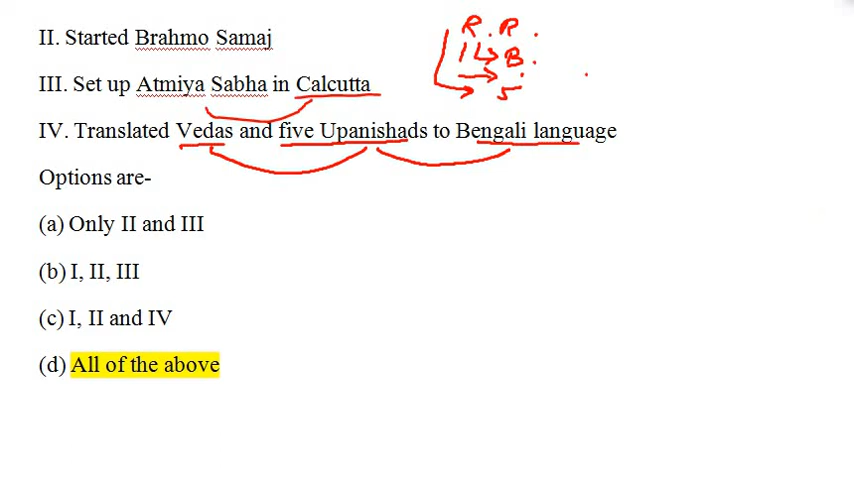 II. Started Brahmo Samaj
R. R.
III. Set up Atmiya Sabha in Calcutta
B.
5
IV. Translated Vedas and five Upanishads to Bengali language
Options are-
(a) Only II and III
(b) I, II, III
(c) I, II and IV
(d) All of the above